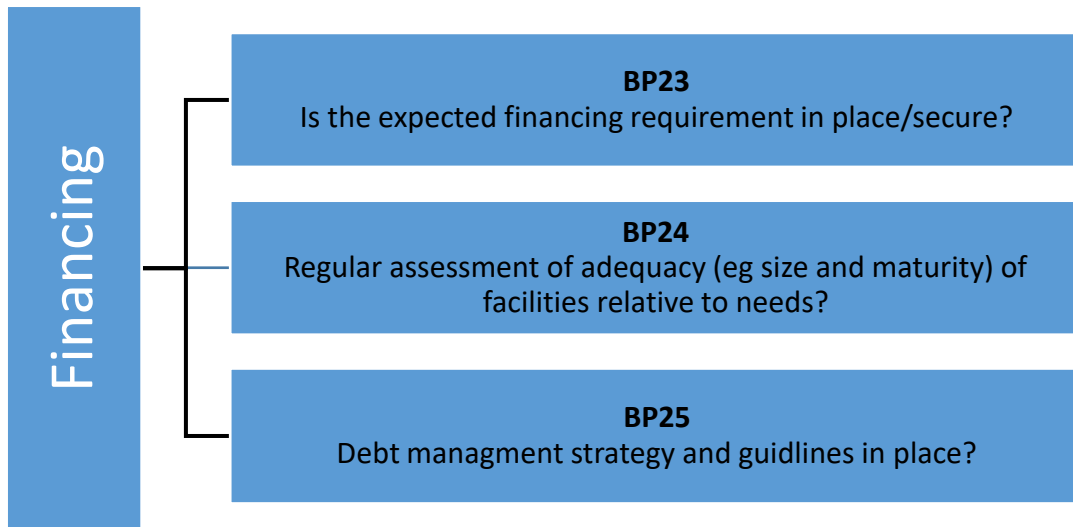 Financing
BP23
Is the expected financing requirement in place/secure?
BP24
Regular assessment of adequacy (eg size and maturity) of
facilities relative to needs?
BP25
Debt managment strategy and guidlines in place?